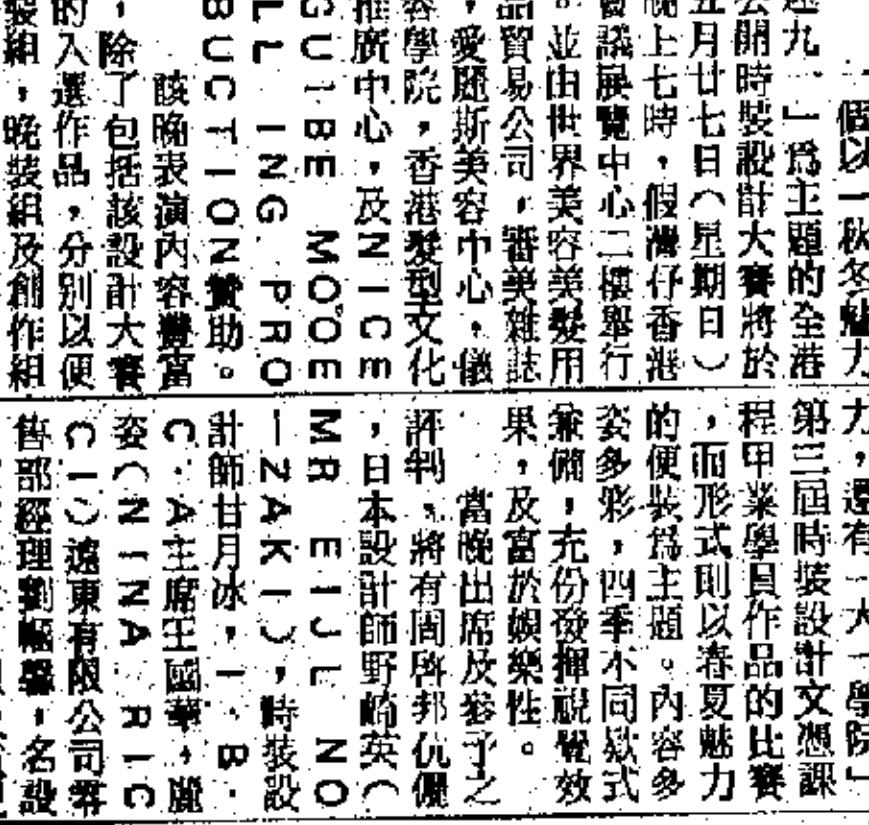 一個以「秋冬魅力
九一」爲主題的全港
公開時裝設計大賽將於
五月廿七日（星期日）
晚上七時，假灣仔香港
會議展覽中心二樓舉行
。並由世界美容美髮用
品貿易公司，審美雜誌
，愛麗斯美容中心，儀
容學院，香港髮型文化
推廣中心，及NICE
GUIBE MOOE
LL ING PRO
BUCTION贊助。
該晚表演內容豐富
，除了包括該設計大賽
的入選作品，分別以便
裝組，晚裝組及創作組
力，還有「大一學院」
第三屆時裝設計文憑課
程甲業學員作品的比賽
，而形式則以春夏魅力
的便裝爲主題。內容多
姿多彩，四季不同款式
兼備，充份發揮視覺效
果，及富於娛樂性。
當晚出席及參予之
評判，將有周啓邦伉儷
，日本設計師野崎英（
MR EIJL NO
IZAKI），時裝設
計師甘月冰，I．B．
C．A主席王國華，麗
姿（NINA RIC
CI）遠東有限公司零
售部經理劉幗馨，名設